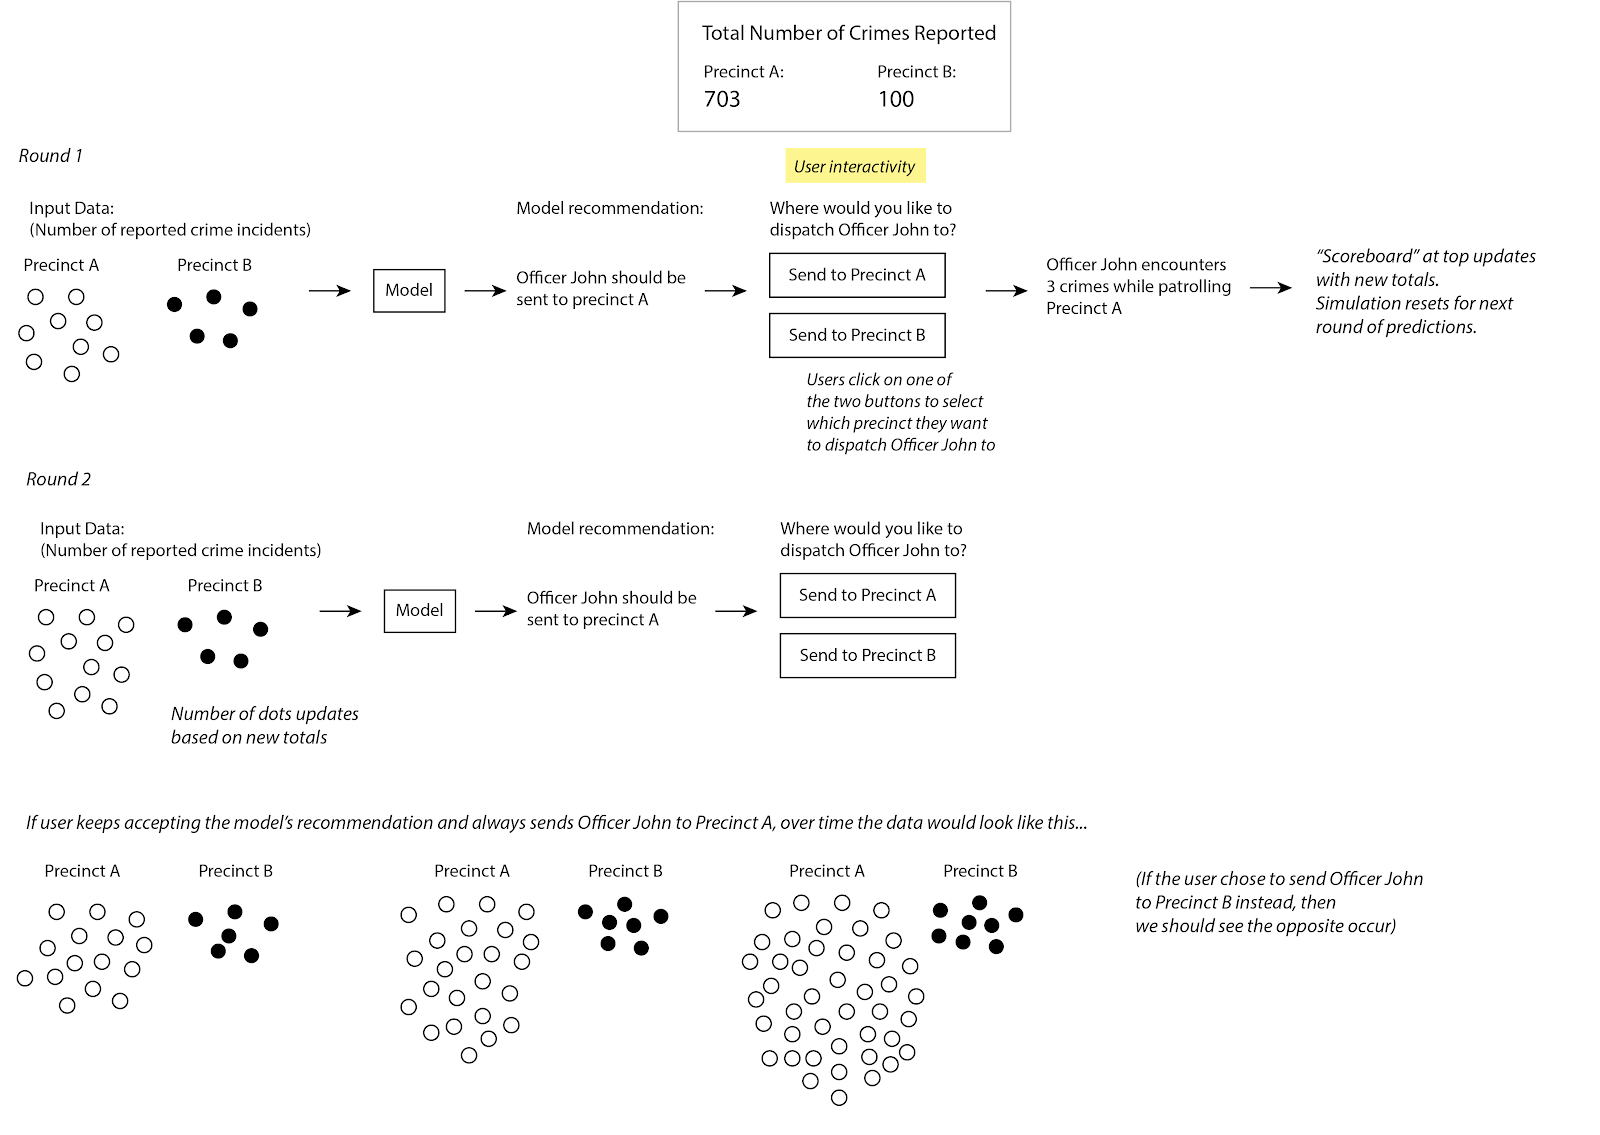 Total Number of Crimes Reported
Precinct A:
703
Precinct B:
100
Round 1
User interactivity
Input Data:
(Number of reported crime incidents)
Precinct A
Precinct B
Model
Model recommendation:
Officer John should be
sent to precinct A
Where would you like to
dispatch Officer John to?
Send to Precinct A
Send to Precinct B
Users click on one of
the two buttons to select
which precinct they want
to dispatch Officer John to
Officer John encounters
3 crimes while patrolling
Precinct A
“Scoreboard” at top updates
with new totals.
Simulation resets for next
round of predictions.
Round 2
Input Data:
(Number of reported crime incidents)
Precinct A
Precinct B
Number of dots updates
based on new totals
Model
Model recommendation:
Officer John should be
sent to precinct A
Where would you like to
dispatch Officer John to?
Send to Precinct A
Send to Precinct B
If user keeps accepting the model’s recommendation and always sends Officer John to Precinct A, over time the data would look like this...
Precinct A
Precinct B
Precinct A
Precinct B
Precinct A
Precinct B
(If the user chose to send Officer John
to Precinct B instead, then
we should see the opposite occur)